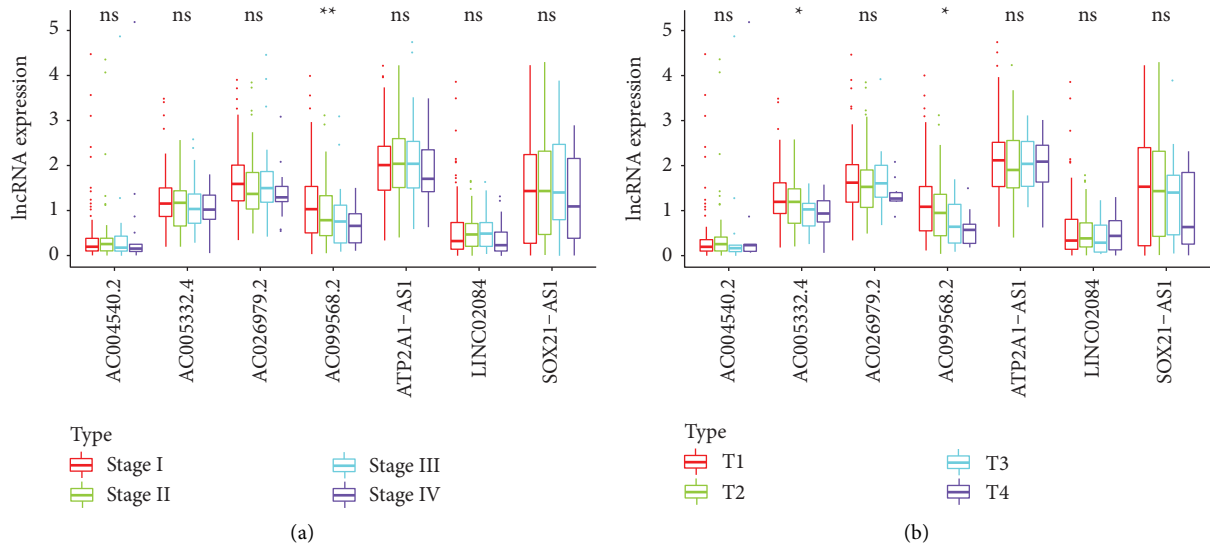 ns ns ns ** ns ns ns
5
4
3
2
1
0
lncRNA expression
AC004540.2
AC005332.4
AC026979.2
AC099568.2
ATP2A1−AS1
LINC02084
SOX21−AS1
Type
Stage I
Stage II
Stage III
Stage IV
(a)
ns * ns * ns ns ns
5
4
3
2
1
0
lncRNA expression
AC004540.2
AC005332.4
AC026979.2
AC099568.2
ATP2A1−AS1
LINC02084
SOX21−AS1
Type
T1
T2
T3
T4
(b)